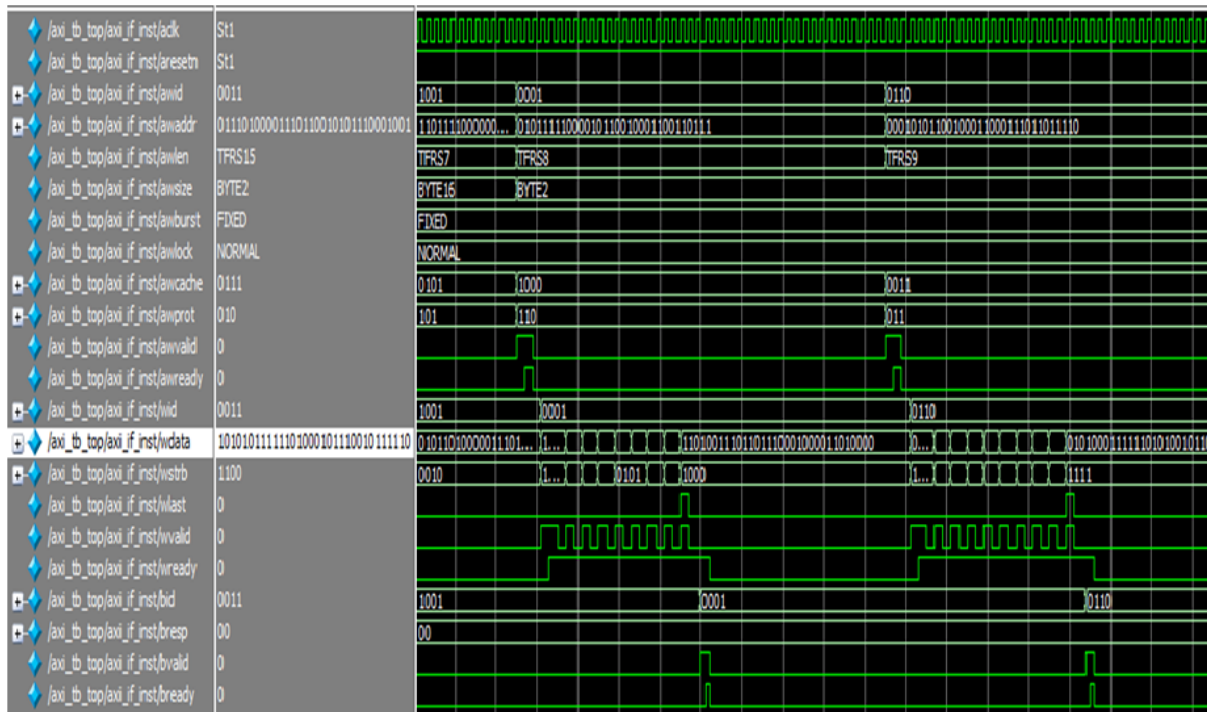 /axi_tb_top/axi_if_inst/aclk St1
/axi_tb_top/axi_if_inst/aresetn St1
/axi_tb_top/axi_if_inst/awid 0011 1001 0001 0110
/axi_tb_top/axi_if_inst/awaddr 01110100001110110010101110001001
/axi_tb_top/axi_if_inst/awlen TFRS15 TFRS7 TFRS8 TFRS9
/axi_tb_top/axi_if_inst/awsize BYTE2 BYTE16 BYTE2
/axi_tb_top/axi_if_inst/awburst FIXED FIXED
/axi_tb_top/axi_if_inst/awlock NORMAL NORMAL
/axi_tb_top/axi_if_inst/awcache 0111 0101 1000 0011
/axi_tb_top/axi_if_inst/awprot 010 101 110 011
/axi_tb_top/axi_if_inst/awvalid 0
/axi_tb_top/axi_if_inst/awready 0
/axi_tb_top/axi_if_inst/wid 0011 1001 0001 0110
/axi_tb_top/axi_if_inst/wdata 1... 0...
/axi_tb_top/axi_if_inst/wstrb 1100 0010 1... 0101 1000 1... 1111
/axi_tb_top/axi_if_inst/wlast 0
/axi_tb_top/axi_if_inst/wvalid 0
/axi_tb_top/axi_if_inst/wready 0
/axi_tb_top/axi_if_inst/bid 0011 1001 0001 0110
/axi_tb_top/axi_if_inst/bresp 00 00
/axi_tb_top/axi_if_inst/bvalid 0
/axi_tb_top/axi_if_inst/bready 0